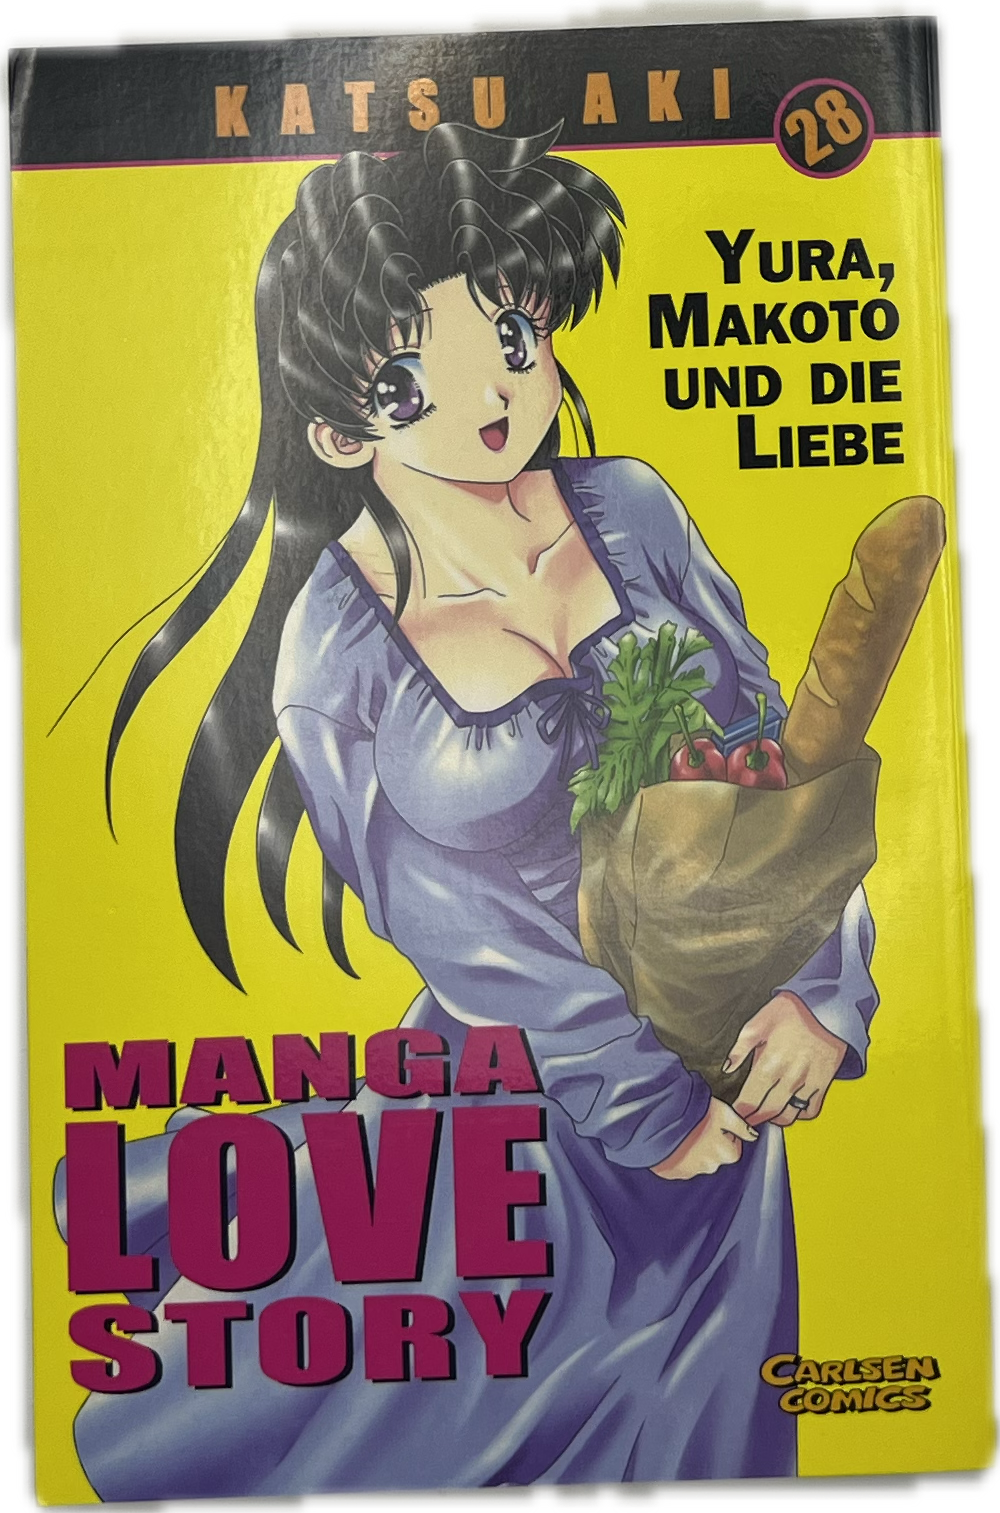 KATSU AKI
28
YURA,
MAKOTO
UND DIE
LIEBE
MANGA
LOVE
STORY
CARLSEN
COMICS